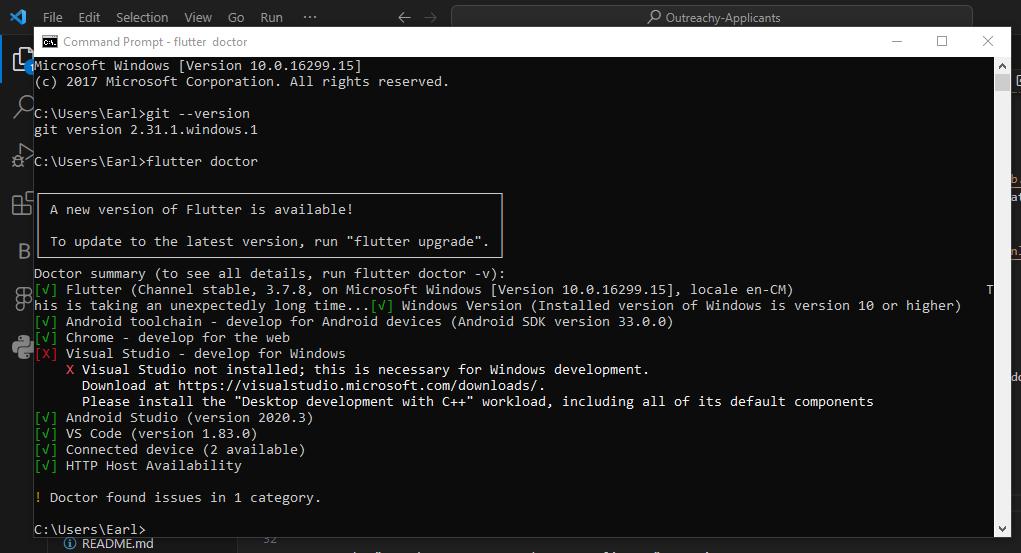 File Edit Selection View Go Run ···
Outreachy-Applicants
Command Prompt - flutter doctor
Microsoft Windows [Version 10.0.16299.15]
(c) 2017 Microsoft Corporation. All rights reserved.
C:\Users\Earl>git --version
git version 2.31.1.windows.1
C:\Users\Earl>flutter doctor
A new version of Flutter is available!
To update to the latest version, run "flutter upgrade".
Doctor summary (to see all details, run flutter doctor -v):
[√] Flutter (Channel stable, 3.7.8, on Microsoft Windows [Version 10.0.16299.15], locale en-CM) T
his is taking an unexpectedly long time...[√] Windows Version (Installed version of Windows is version 10 or higher)
[√] Android toolchain - develop for Android devices (Android SDK version 33.0.0)
[√] Chrome - develop for the web
[X] Visual Studio - develop for Windows
X Visual Studio not installed; this is necessary for Windows development.
Download at https://visualstudio.microsoft.com/downloads/.
Please install the "Desktop development with C++" workload, including all of its default components
[√] Android Studio (version 2020.3)
[√] VS Code (version 1.83.0)
[√] Connected device (2 available)
[√] HTTP Host Availability
! Doctor found issues in 1 category.
C:\Users\Earl>
README.md
32